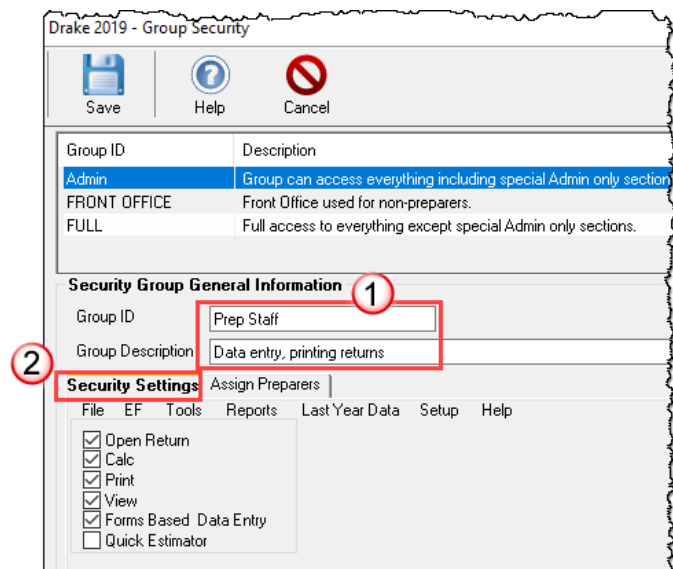 Drake 2019 - Group Security
Save Help Cancel
Group ID Description
Admin Group can access everything including special Admin only section
FRONT OFFICE Front Office used for non-preparers.
FULL Full access to everything except special Admin only sections.
Security Group General Information
1
Group ID Prep Staff
Group Description Data entry, printing returns
2
Security Settings Assign Preparers
File EF Tools Reports Last Year Data Setup Help
Open Return
Calc
Print
View
Forms Based Data Entry
Quick Estimator